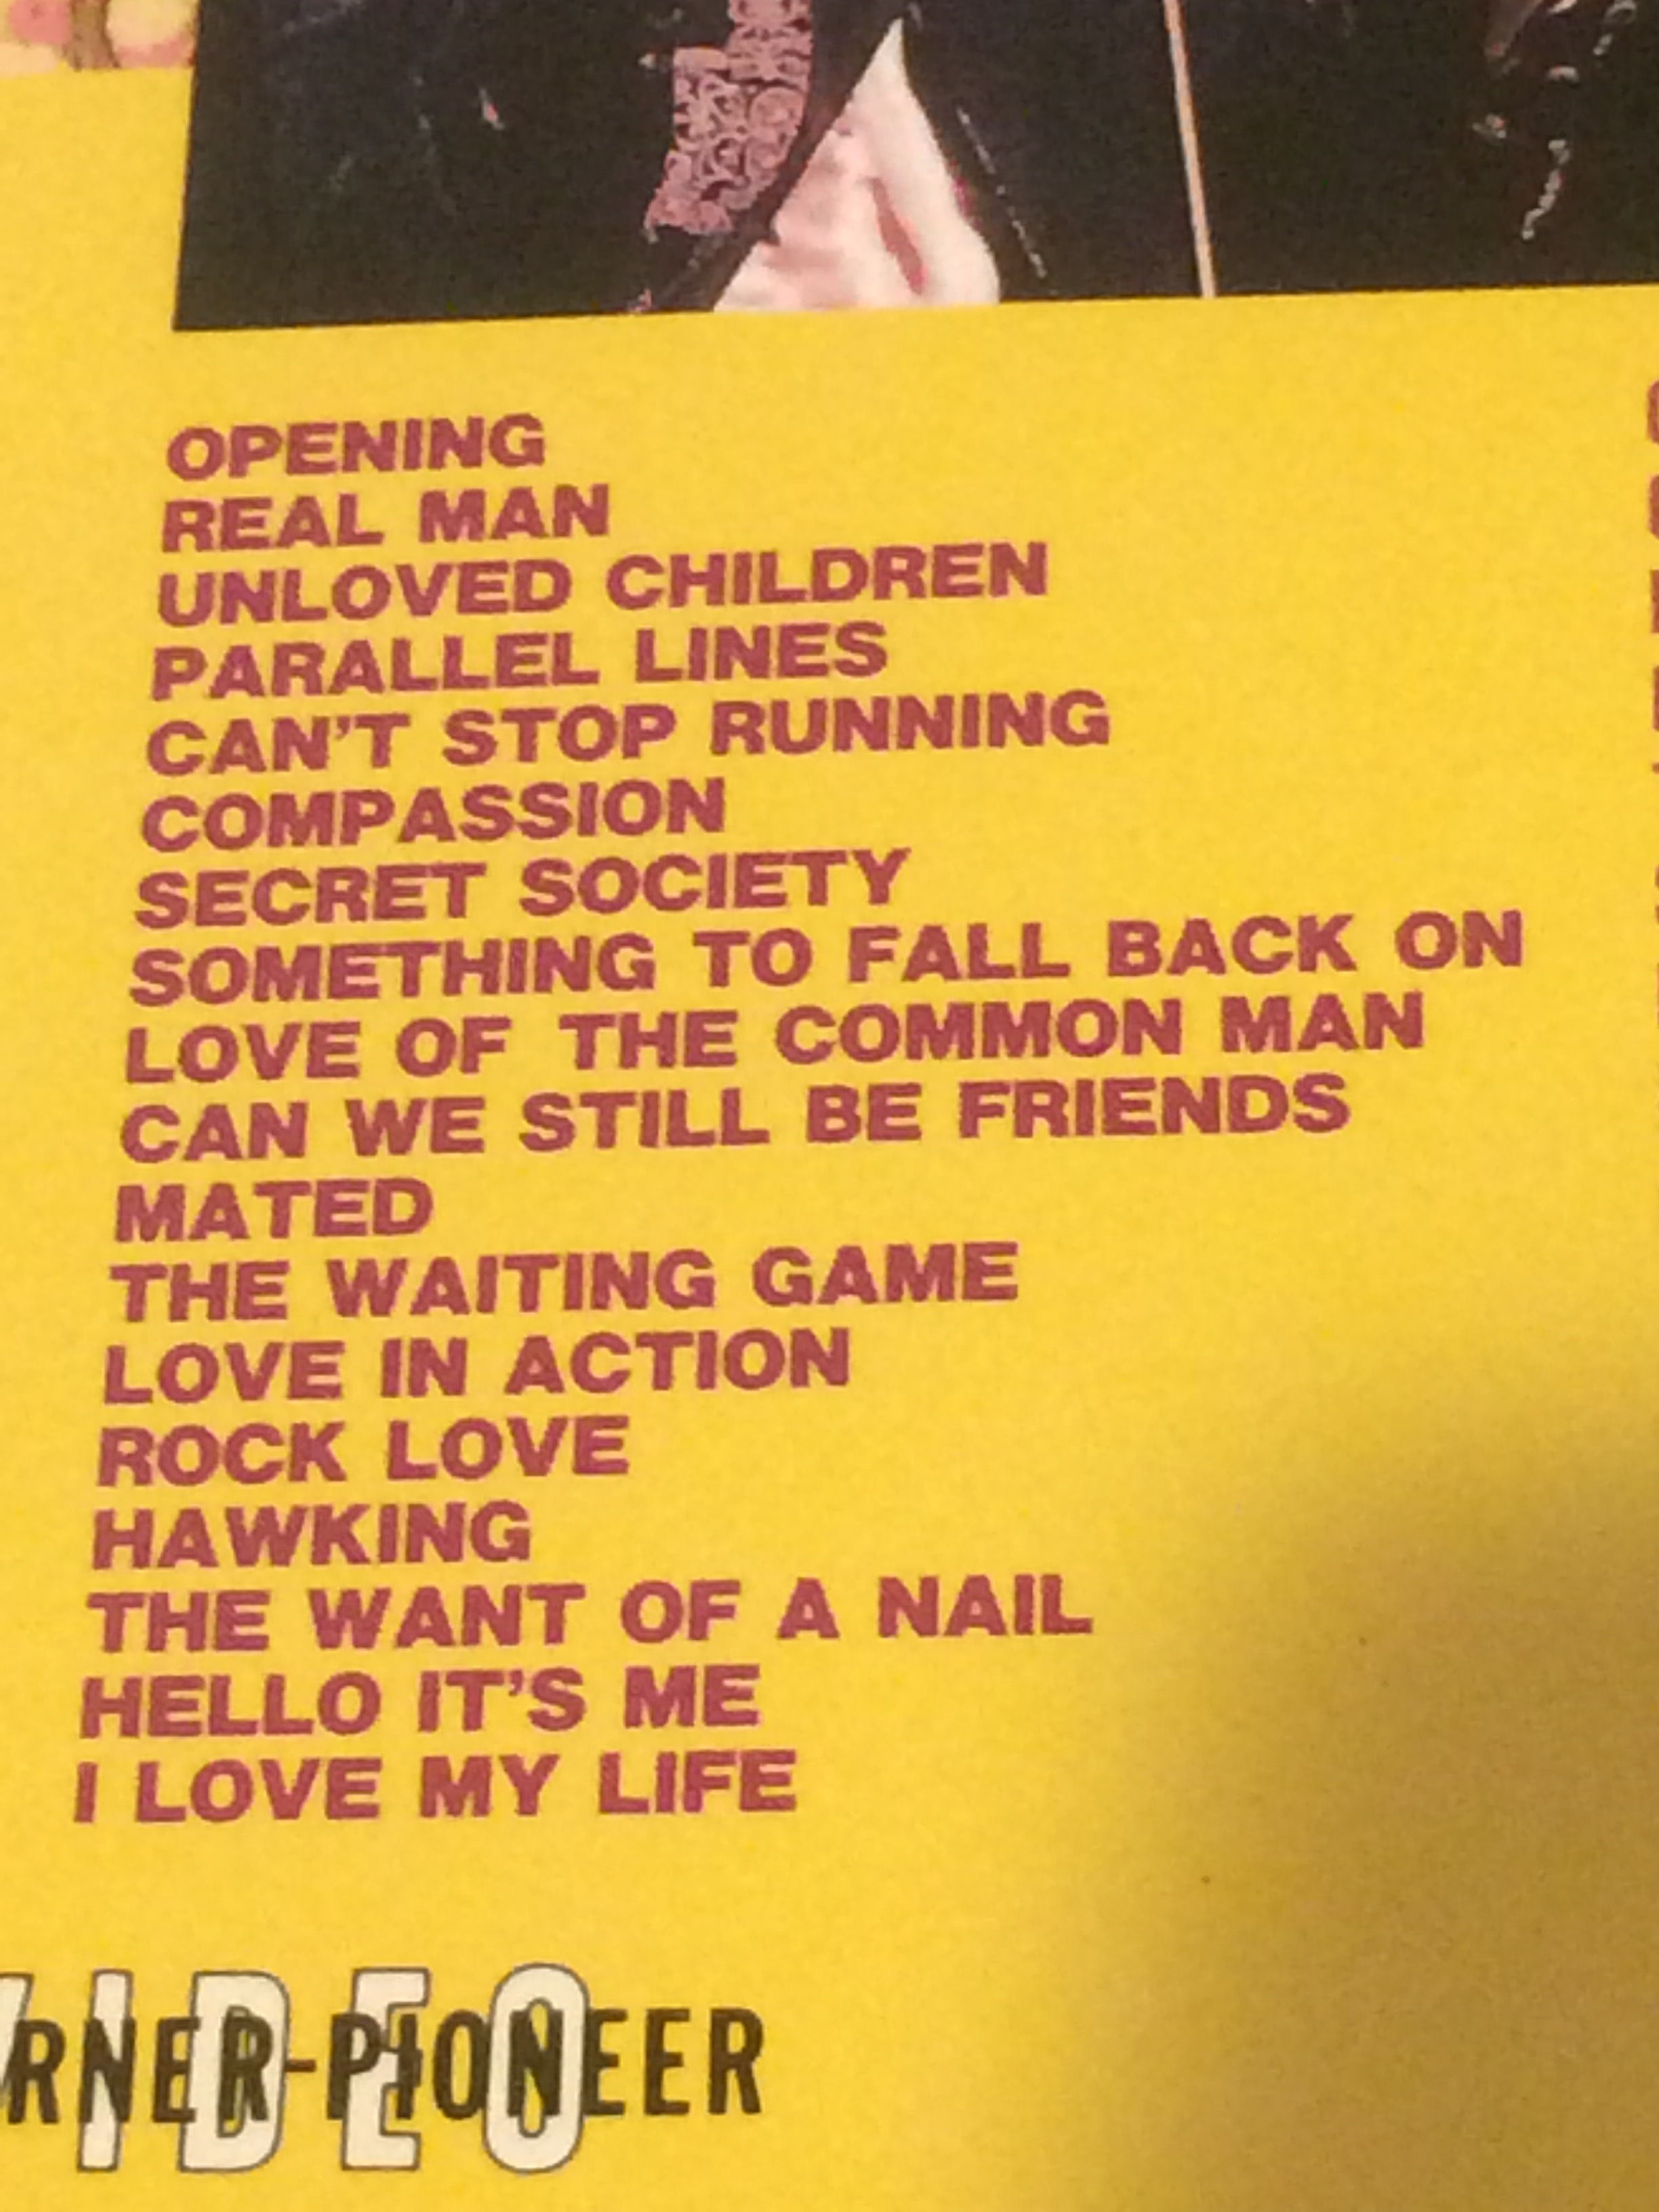 OPENING
REAL MAN
UNLOVED CHILDREN
PARALLEL LINES
CAN'T STOP RUNNING
COMPASSION
SECRET SOCIETY
SOMETHING TO FALL BACK ON
LOVE OF THE COMMON MAN
CAN WE STILL BE FRIENDS
MATED
THE WAITING GAME
LOVE IN ACTION
ROCK LOVE
HAWKING
THE WANT OF A NAIL
HELLO IT'S ME
I LOVE MY LIFE
VIDEO
RNER-PIONEER